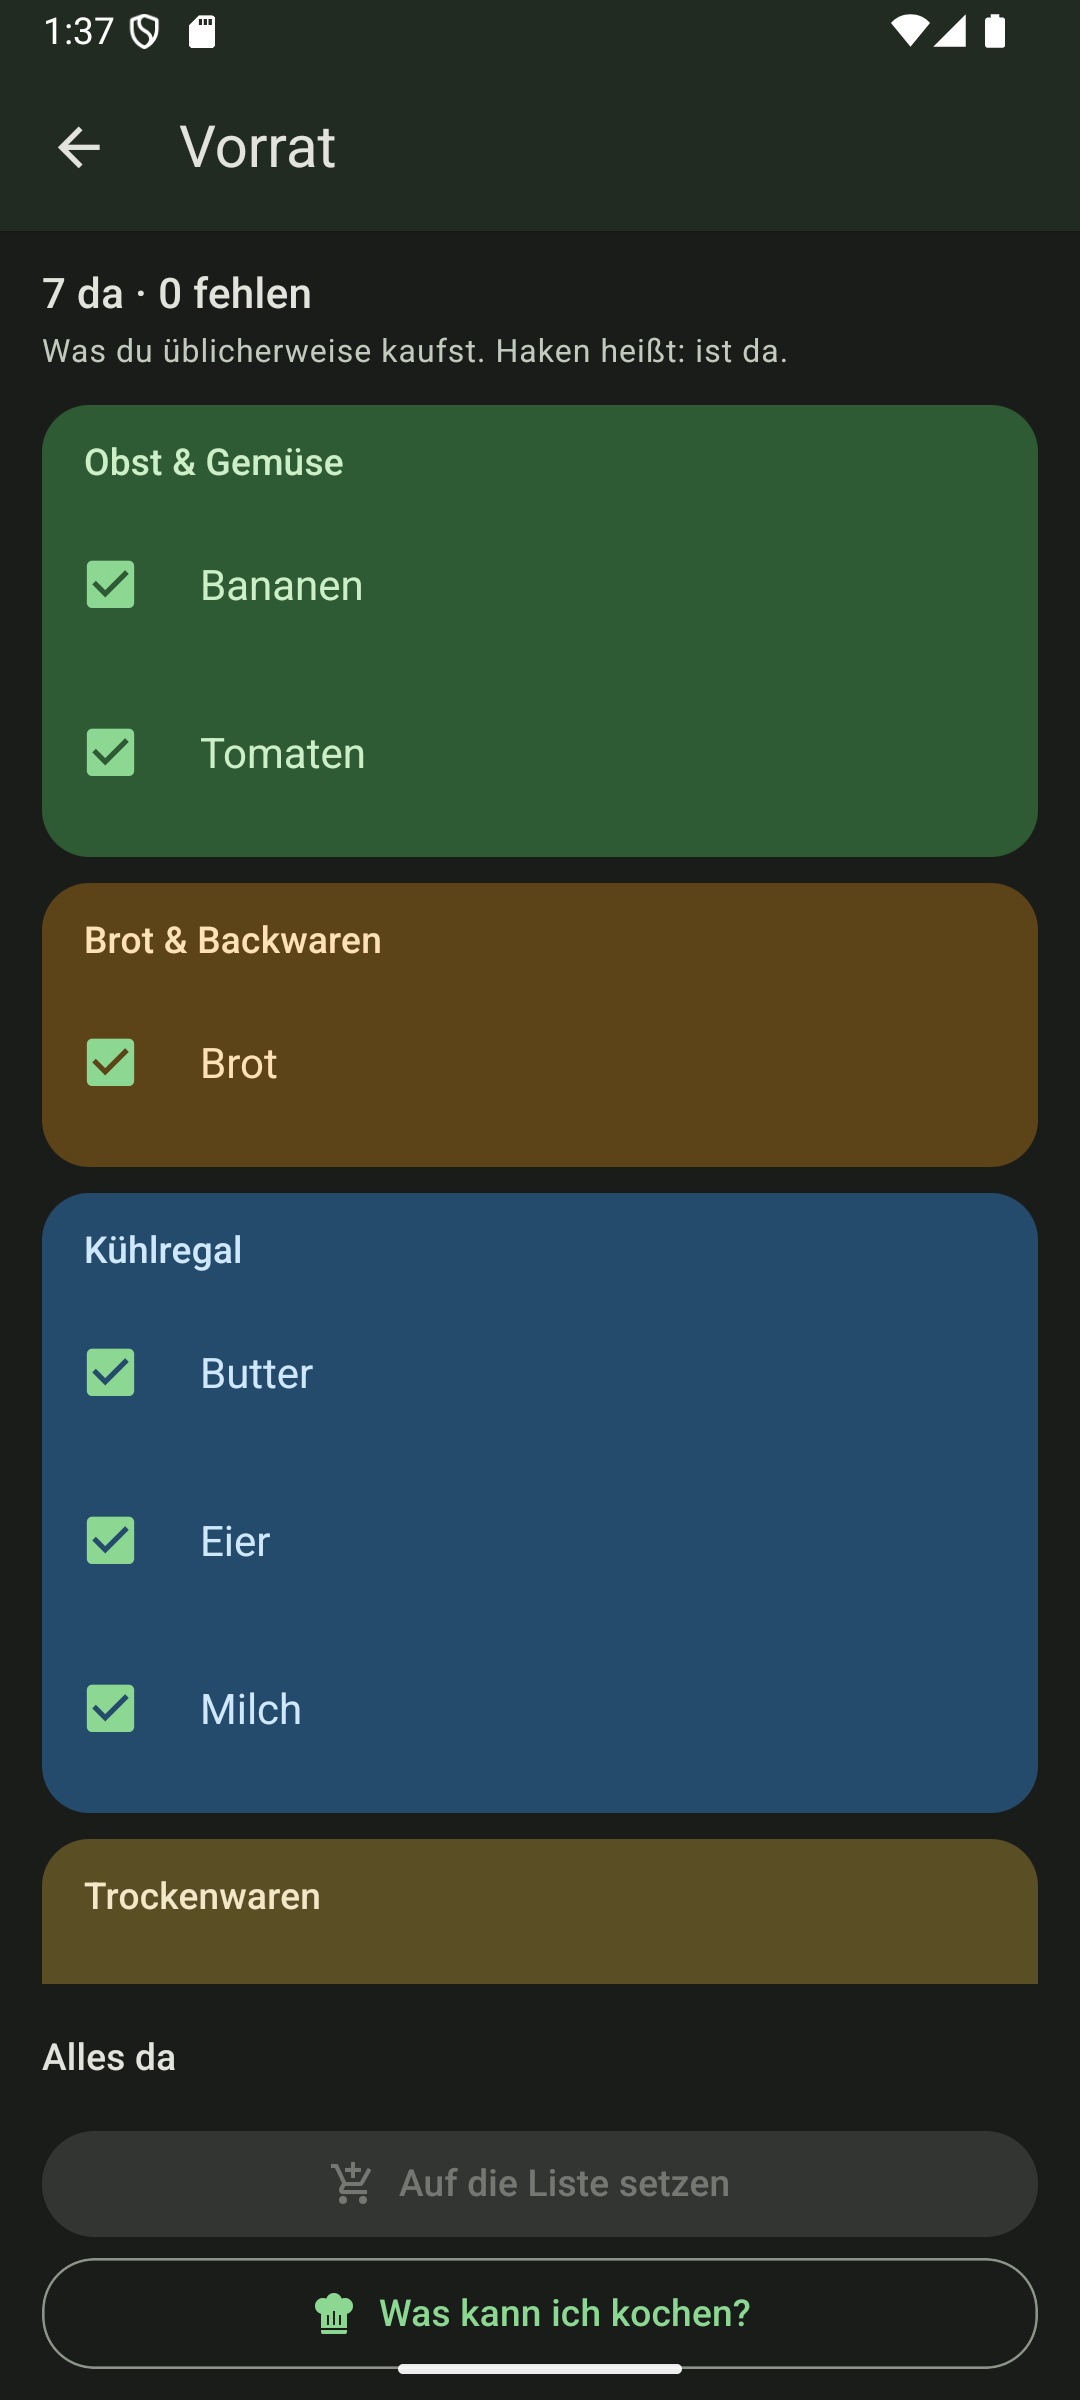 1:37
Vorrat
7 da · 0 fehlen
Was du üblicherweise kaufst. Haken heißt: ist da.
Obst & Gemüse
Bananen
Tomaten
Brot & Backwaren
Brot
Kühlregal
Butter
Eier
Milch
Trockenwaren
Alles da
Auf die Liste setzen
Was kann ich kochen?